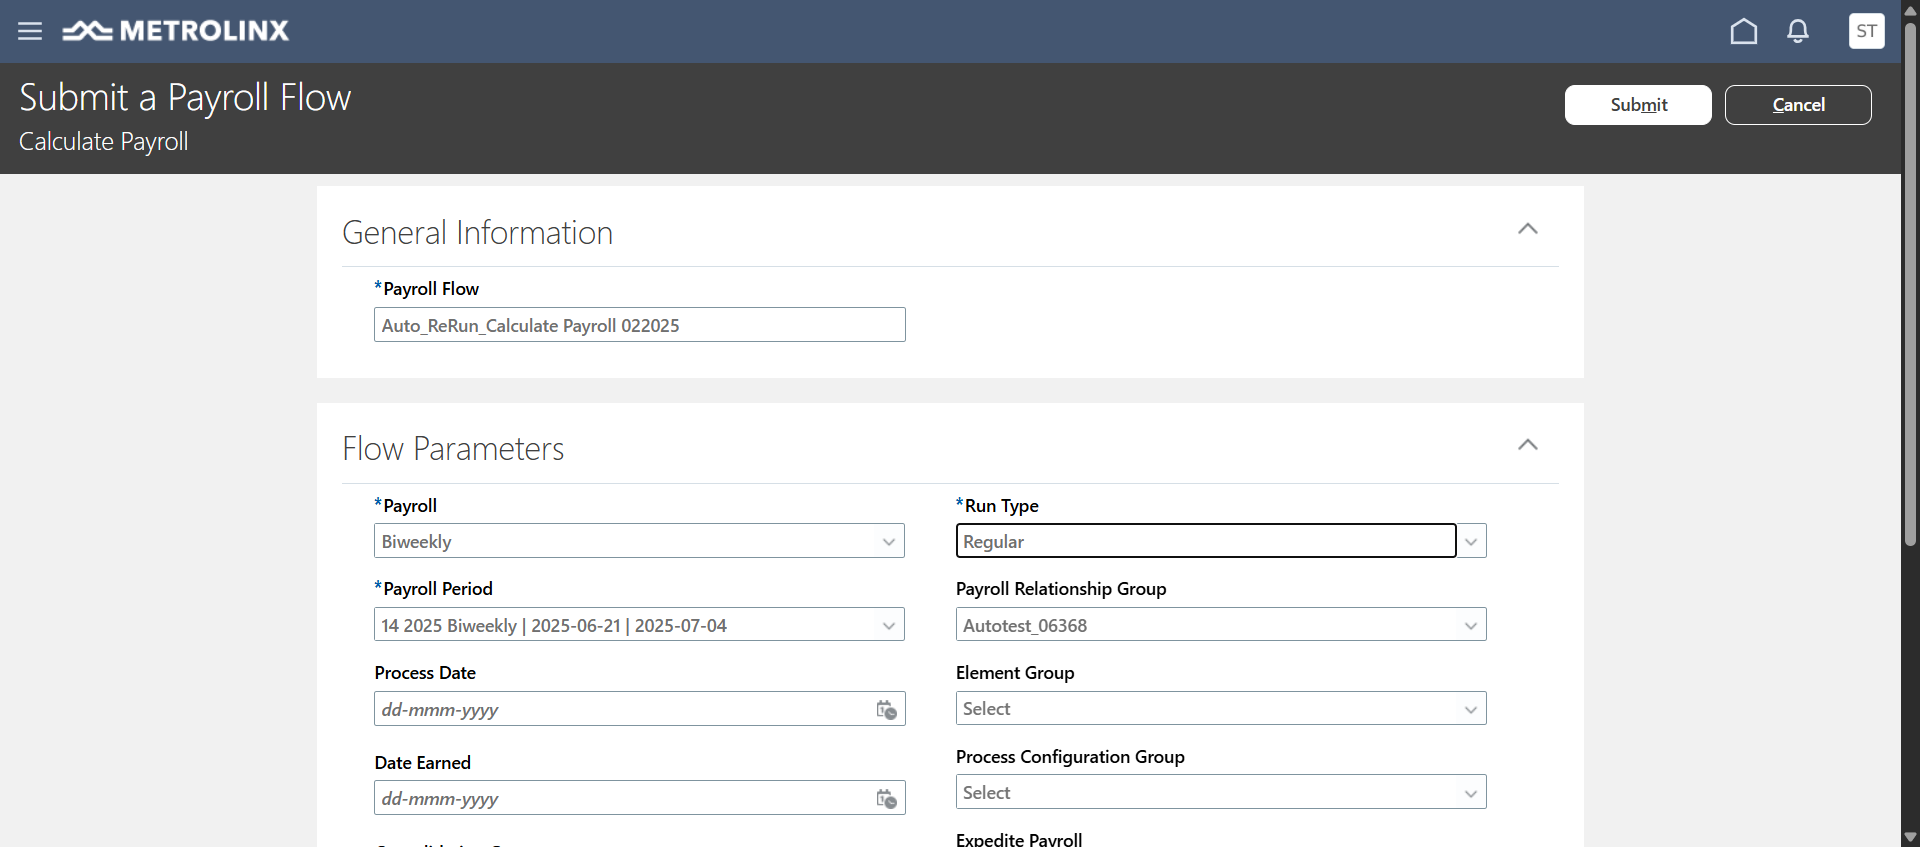 METROLINX
ST
Submit a Payroll Flow
Calculate Payroll
Submit
Cancel
General Information
*Payroll Flow
Auto_ReRun_Calculate Payroll 022025
Flow Parameters
*Payroll
Biweekly
*Run Type
Regular
*Payroll Period
14 2025 Biweekly | 2025-06-21 | 2025-07-04
Payroll Relationship Group
Autotest_06368
Process Date
dd-mmm-yyyy
Element Group
Select
Date Earned
dd-mmm-yyyy
Process Configuration Group
Select
Expedite Payroll